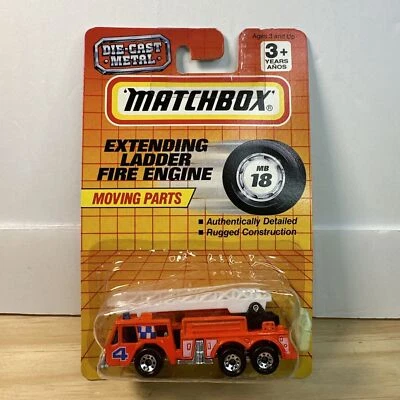 DIE-CAST
METAL
Ages 3 and Up
3+
YEARS
AÑOS
MATCHBOX®
EXTENDING
LADDER
FIRE ENGINE
MB
18
MOVING PARTS
■ Authentically Detailed
■ Rugged Construction
4